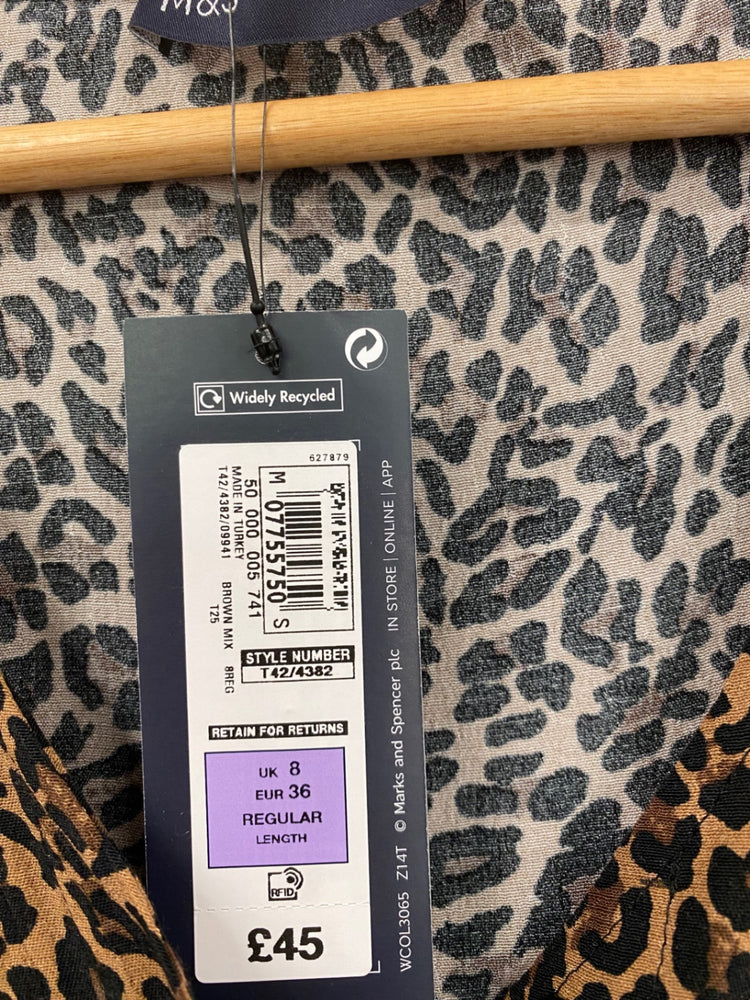 M&S
Widely Recycled
627879
M 07755750 S
50 000 005 741
MADE IN TURKEY
T42/4382/09941 BROWN MIX 8REG
T25
STYLE NUMBER
T42/4382
RETAIN FOR RETURNS
UK 8
EUR 36
REGULAR
LENGTH
RFID
£45
WCOL3065 Z14T © Marks and Spencer plc IN STORE | ONLINE | APP